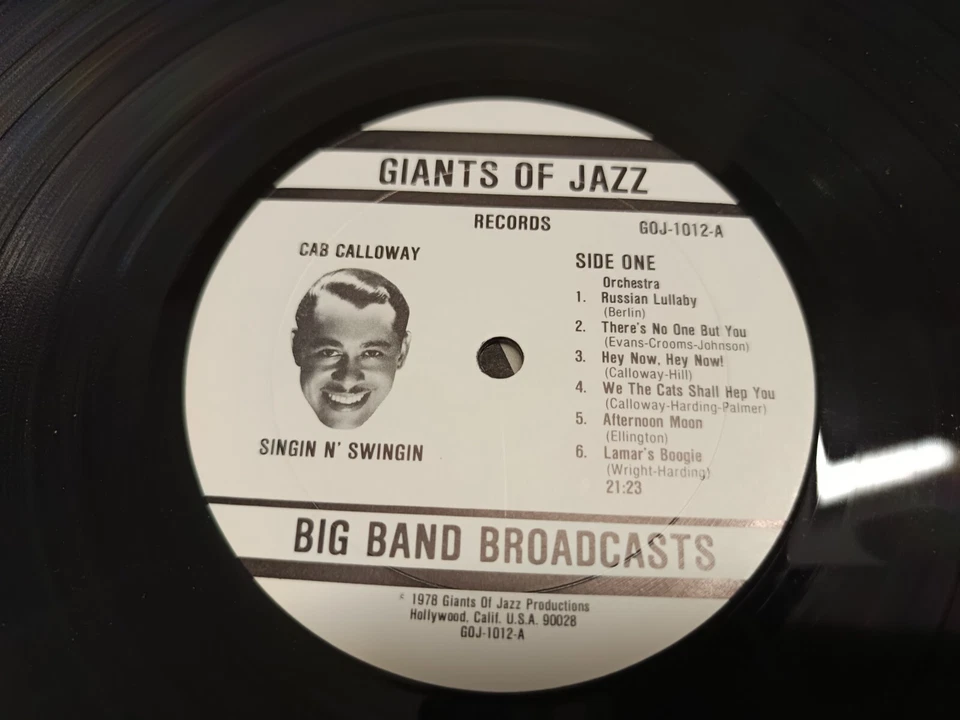 GIANTS OF JAZZ
RECORDS
GOJ-1012-A
CAB CALLOWAY
SINGIN N' SWINGIN
SIDE ONE
Orchestra
1. Russian Lullaby
(Berlin)
2. There's No One But You
(Evans-Crooms-Johnson)
3. Hey Now, Hey Now!
(Calloway-Hill)
4. We The Cats Shall Hep You
(Calloway-Harding-Palmer)
5. Afternoon Moon
(Ellington)
6. Lamar's Boogie
(Wright-Harding)
21:23
BIG BAND BROADCASTS
1978 Giants Of Jazz Productions
Hollywood, Calif. U.S.A. 90028
GOJ-1012-A